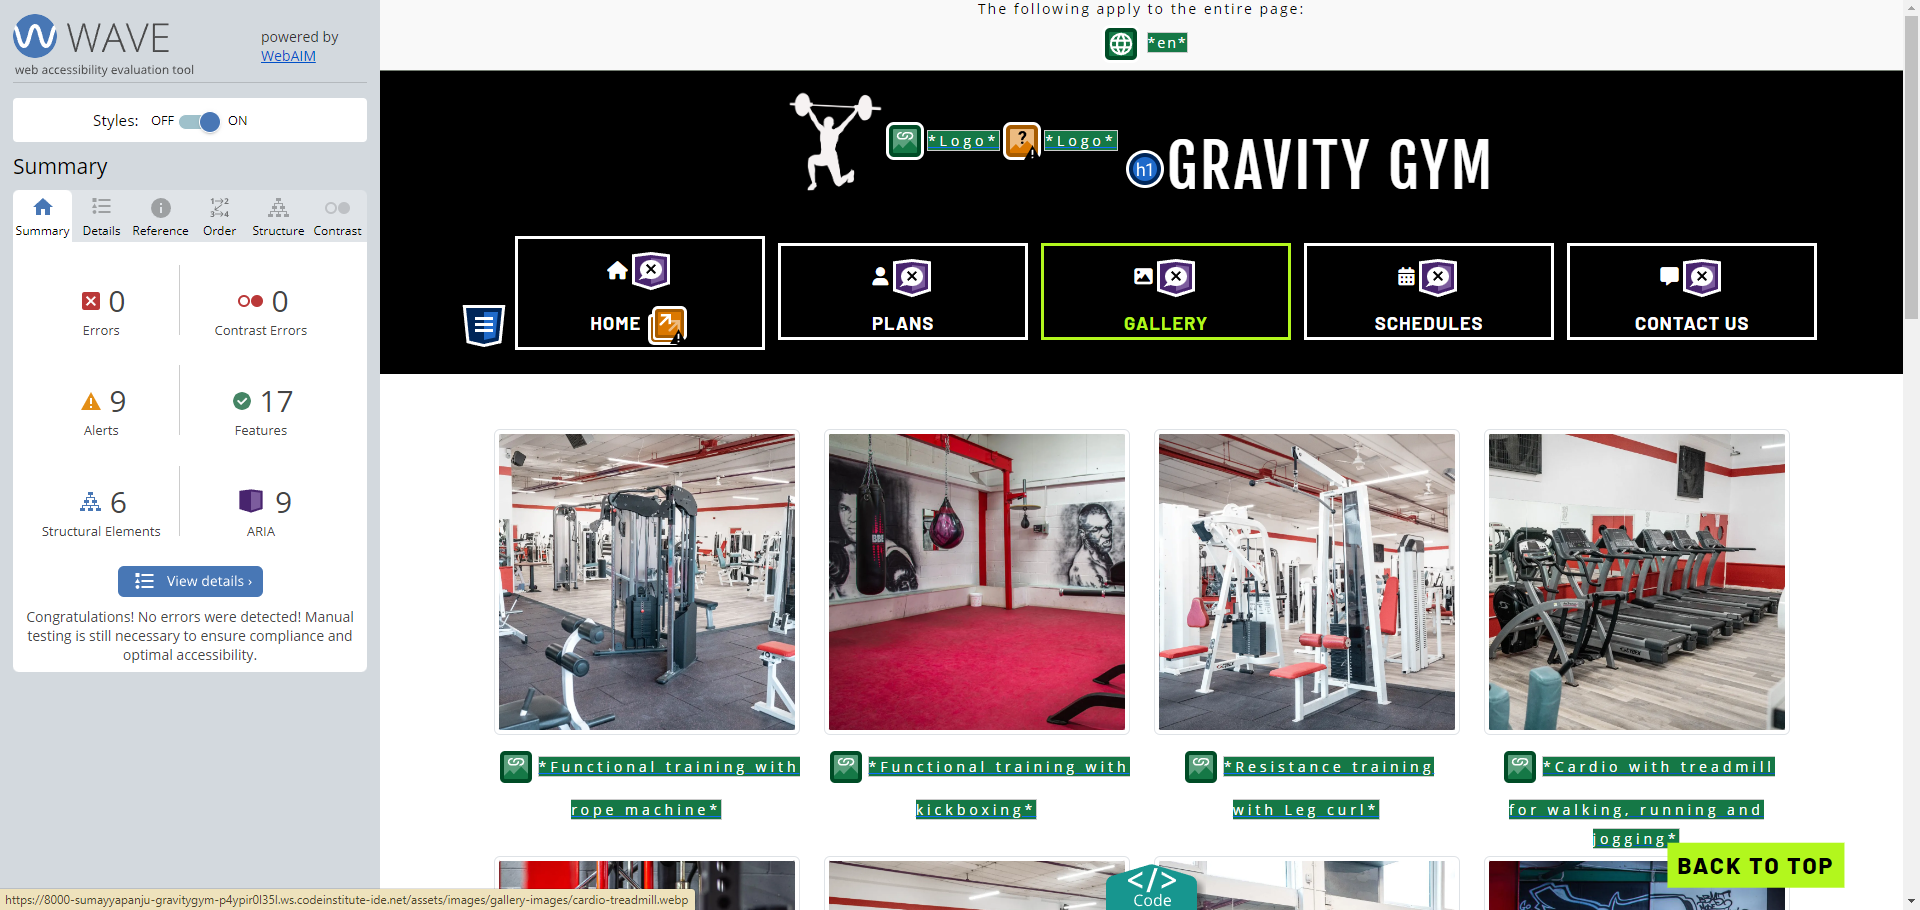 WAVE
powered by
WebAIM
web accessibility evaluation tool
Styles: OFF ON
Summary
Summary Details Reference Order Structure Contrast
0 Errors
0 Contrast Errors
9 Alerts
17 Features
6 Structural Elements
9 ARIA
View details ›
Congratulations! No errors were detected! Manual
testing is still necessary to ensure compliance and
optimal accessibility.
The following apply to the entire page:
*en*
*Logo* *Logo*
h1 GRAVITY GYM
HOME
PLANS
GALLERY
SCHEDULES
CONTACT US
*Functional training with
rope machine*
*Functional training with
kickboxing*
*Resistance training
with Leg curl*
*Cardio with treadmill
for walking, running and
jogging*
BACK TO TOP
</>
Code
https://8000-sumayyapanju-gravitygym-p4ypir0l35l.ws.codeinstitute-ide.net/assets/images/gallery-images/cardio-treadmill.webp